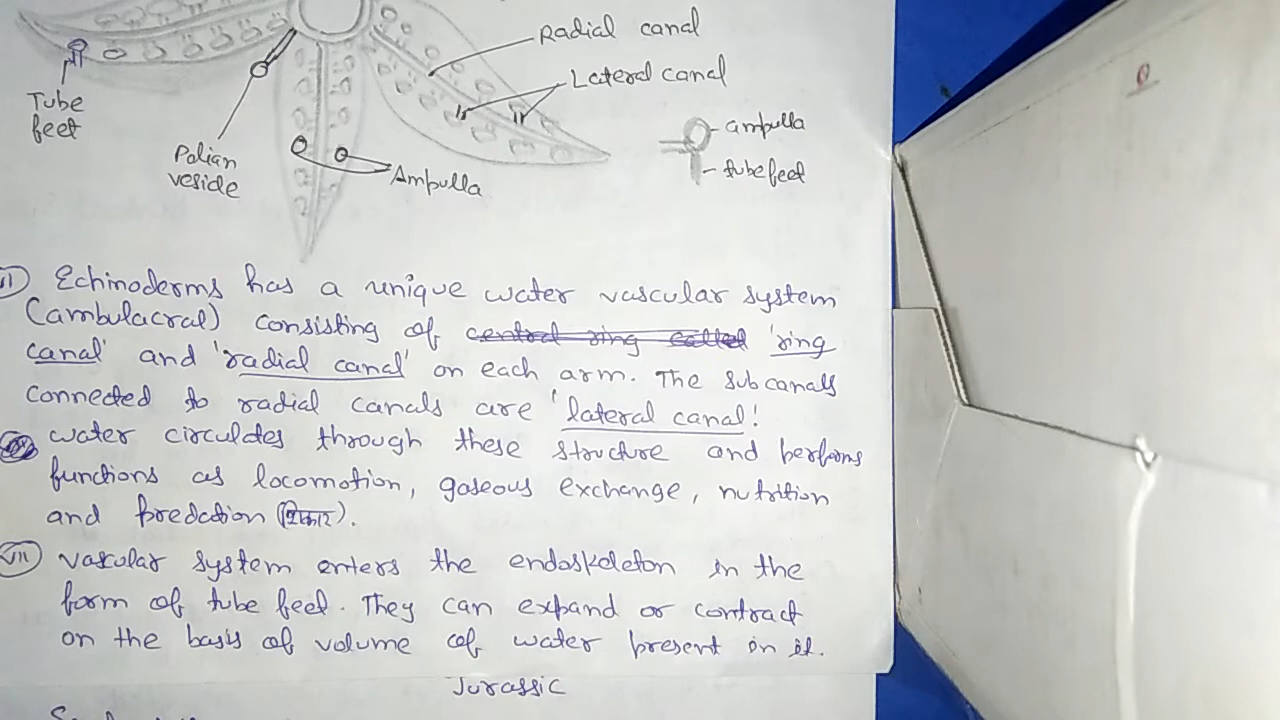 Radial canal
Lateral canal
Tube
feet
Polian
veside
Ampulla
ampulla
tube feet
Echinoderms has a unique water vascular system
(ambulacral) consisting of central ring called 'ring
canal' and 'radial canal' on each arm. The subcanals
connected to radial canals are 'lateral canal'.
water circulates through these structure and performs
functions as locomotion, gaseous exchange, nutrition
and predation (शिकार).
VII vascular system enters the endoskeleton in the
form of tube feet. They can expand or contract
on the basis of volume of water present in it.
Jurassic